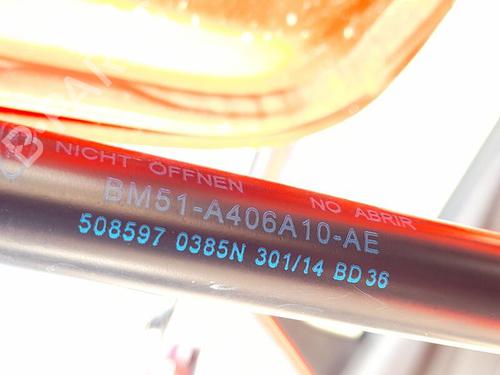 NICHT ÖFFNEN NO ABRIR
BM51-A406A10-AE
508597 0385N 301/14 BD36